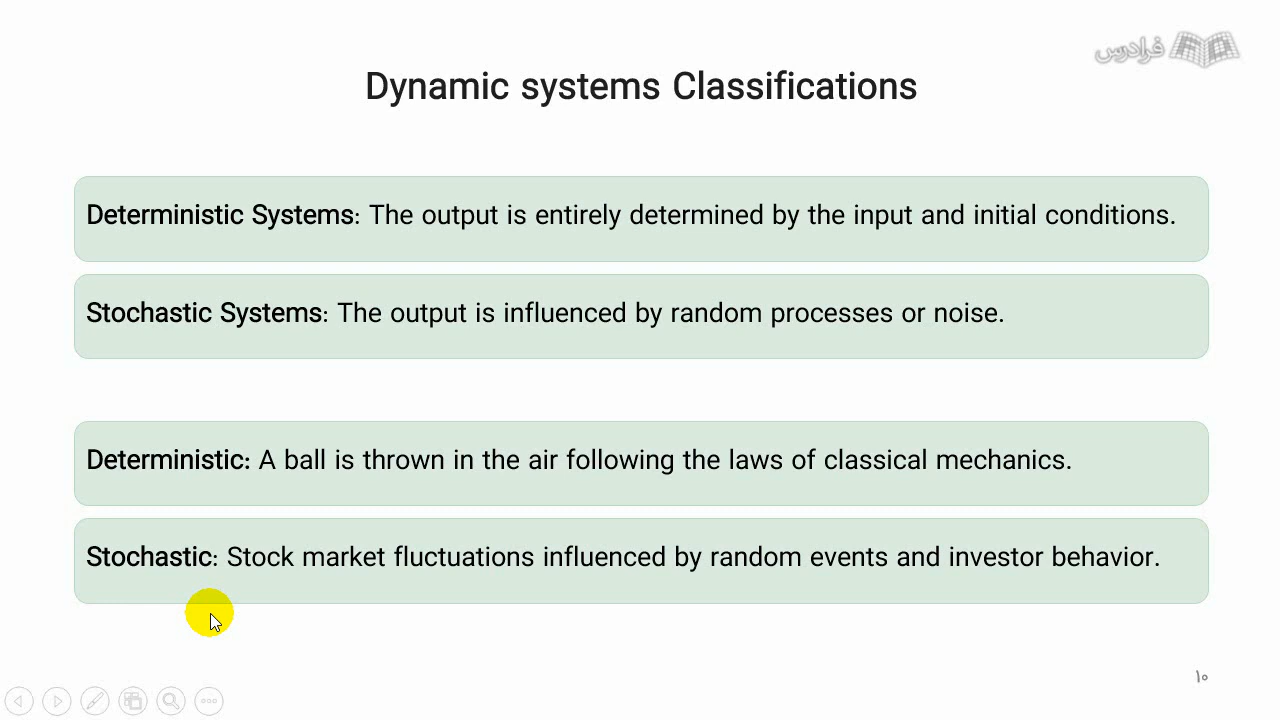 فرادرس
Dynamic systems Classifications
Deterministic Systems: The output is entirely determined by the input and initial conditions.
Stochastic Systems: The output is influenced by random processes or noise.
Deterministic: A ball is thrown in the air following the laws of classical mechanics.
Stochastic: Stock market fluctuations influenced by random events and investor behavior.
۱۰